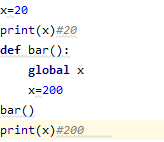 x=20
print(x)#20
def bar():
    global x
    x=200
bar()
print(x)#200